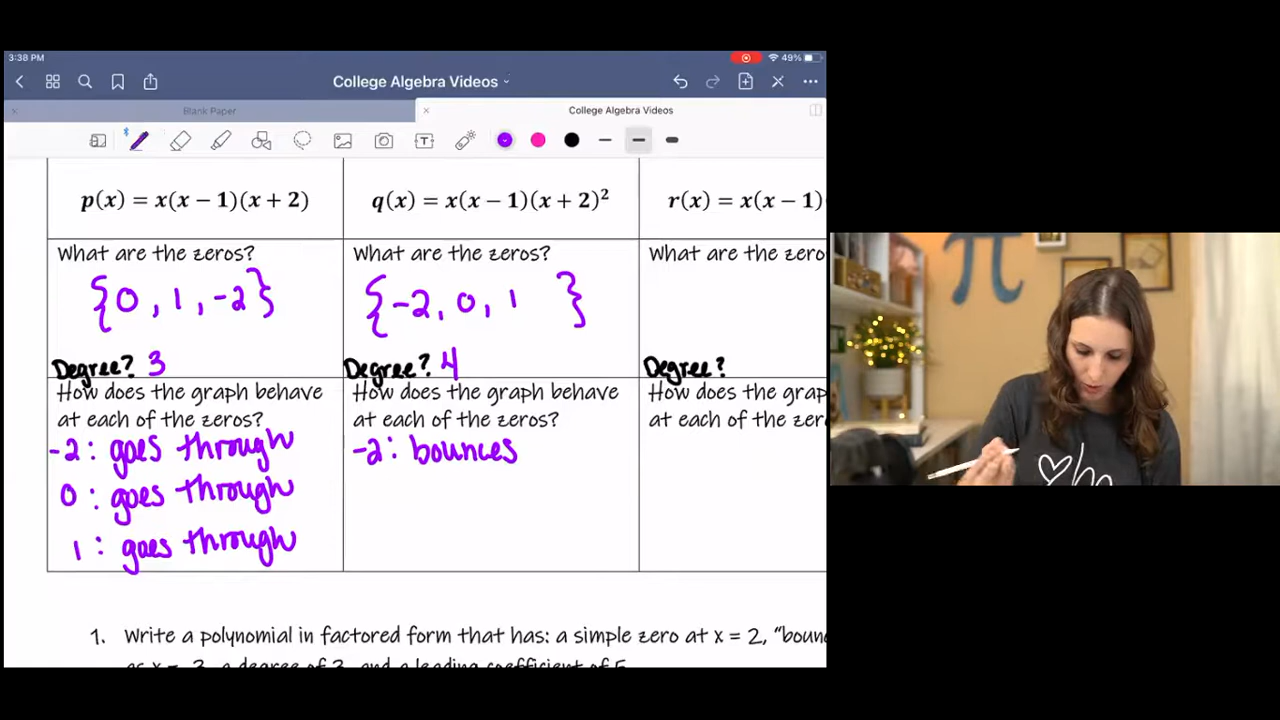 3:38 PM
49%
College Algebra Videos
Blank Paper
College Algebra Videos
p(x) = x(x − 1)(x + 2)
q(x) = x(x − 1)(x + 2)²
r(x) = x(x − 1)
What are the zeros?
What are the zeros?
What are the zero
{0, 1, -2}
{-2, 0, 1 }
Degree? 3
Degree? 4
Degree?
How does the graph behave
at each of the zeros?
How does the graph behave
at each of the zeros?
How does the grap
at each of the zer
-2: goes through
0: goes through
1: goes through
-2: bounces
1. Write a polynomial in factored form that has: a simple zero at x = 2, "boun